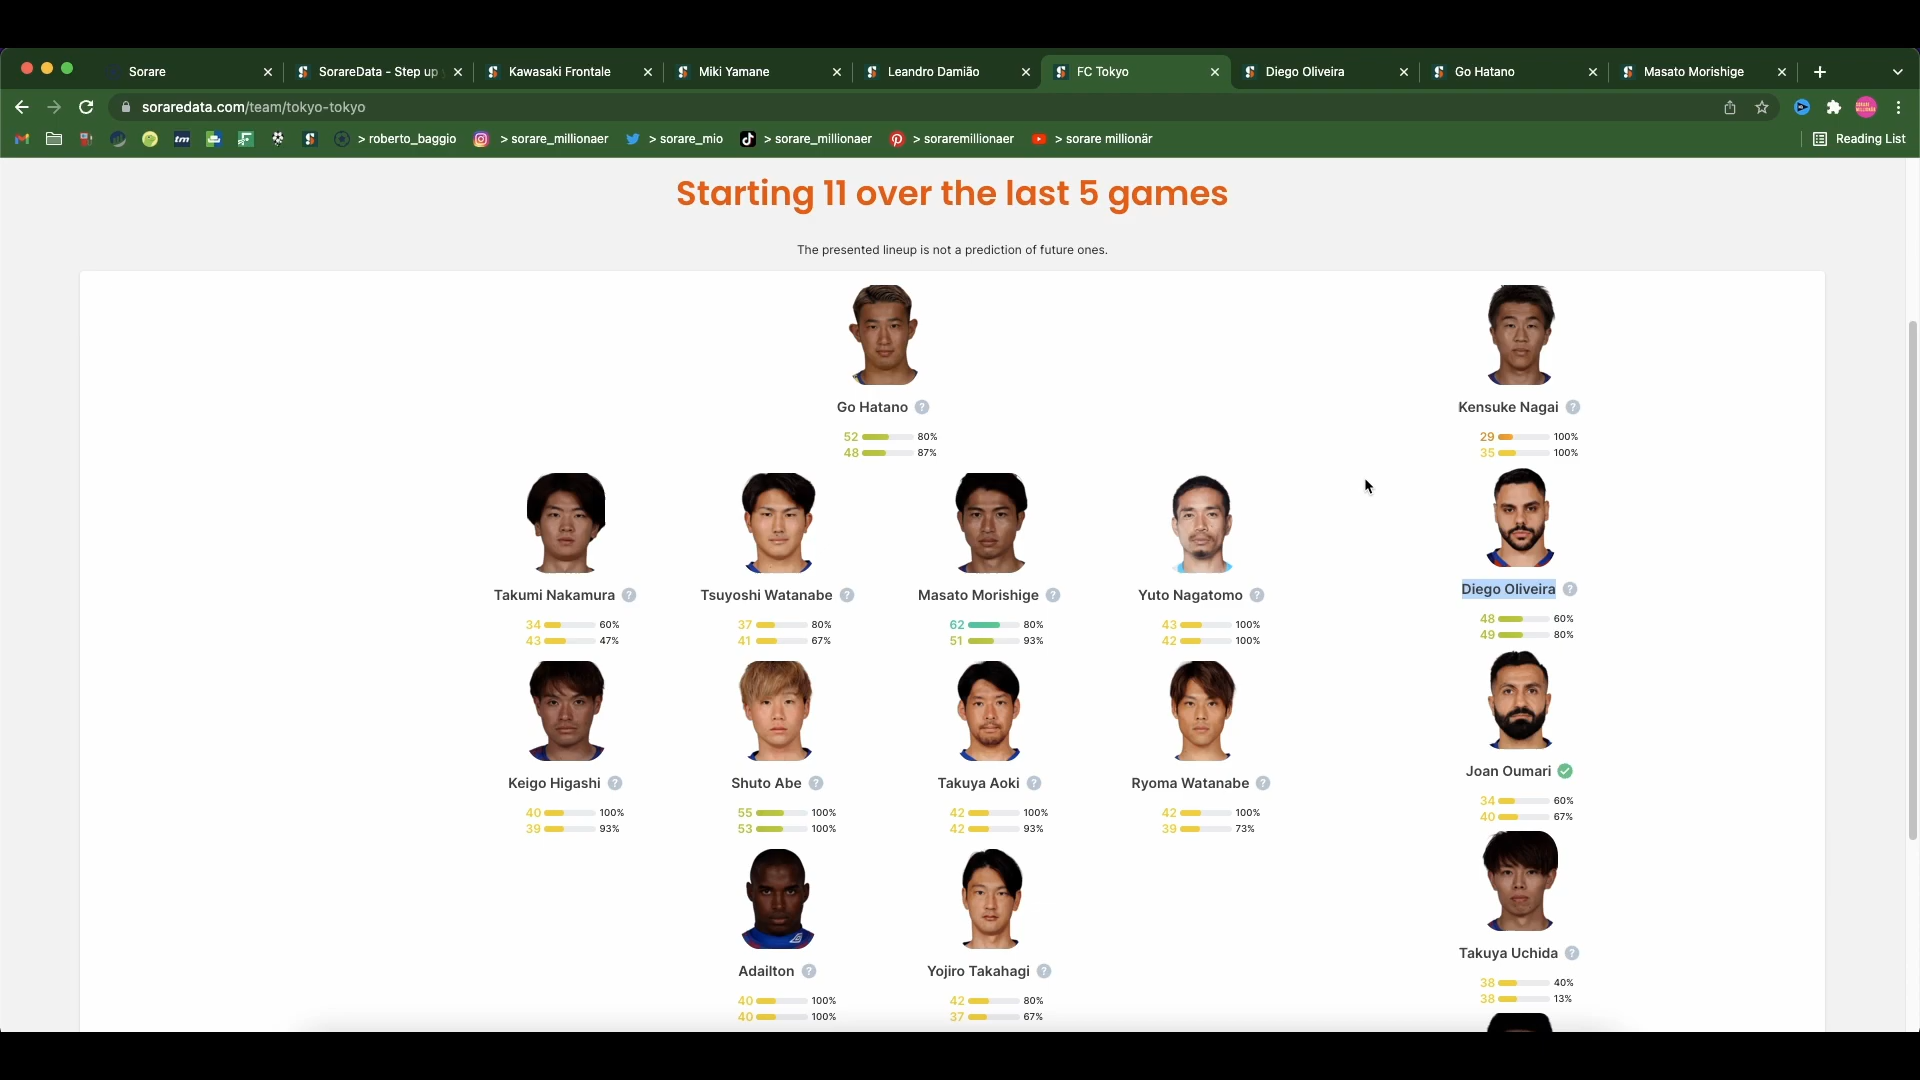 Sorare
SorareData - Step up
Kawasaki Frontale
Miki Yamane
Leandro Damião
FC Tokyo
Diego Oliveira
Go Hatano
Masato Morishige
soraredata.com/team/tokyo-tokyo
> roberto_baggio
> sorare_millionaer
> sorare_mio
> sorare_millionaer
> soraremillionaer
> sorare millionär
Reading List
Starting 11 over the last 5 games
The presented lineup is not a prediction of future ones.
Go Hatano ?
52 80%
48 87%
Kensuke Nagai ?
29 100%
35 100%
Takumi Nakamura ?
34 60%
43 47%
Tsuyoshi Watanabe ?
37 80%
41 67%
Masato Morishige ?
62 80%
51 93%
Yuto Nagatomo ?
43 100%
42 100%
Diego Oliveira ?
48 60%
49 80%
Keigo Higashi ?
40 100%
39 93%
Shuto Abe ?
55 100%
53 100%
Takuya Aoki ?
42 100%
42 93%
Ryoma Watanabe ?
42 100%
39 73%
Joan Oumari
34 60%
40 67%
Adailton ?
40 100%
40 100%
Yojiro Takahagi ?
42 80%
37 67%
Takuya Uchida ?
38 40%
38 13%